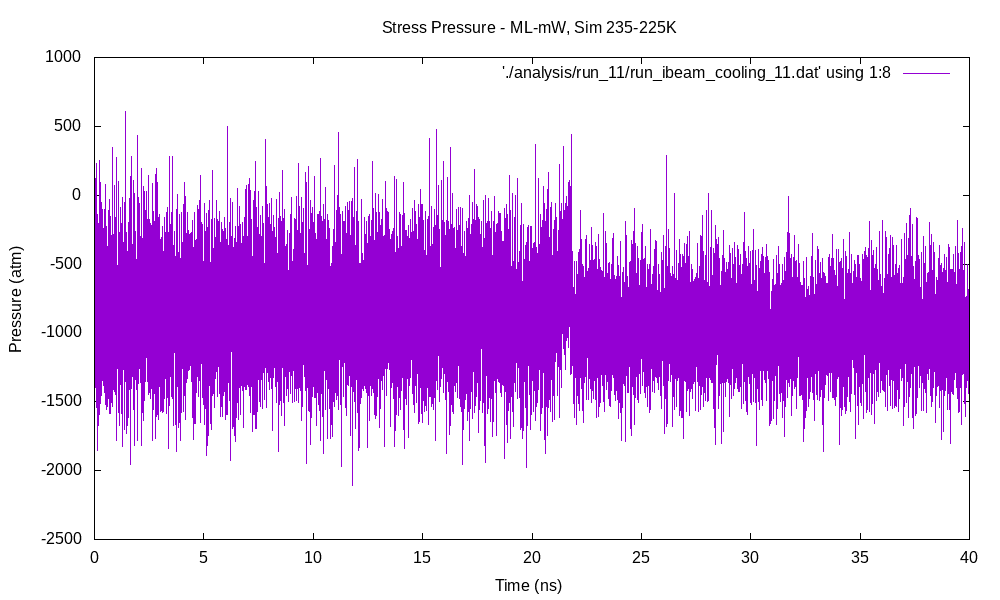 Stress Pressure - ML-mW, Sim 235-225K
'./analysis/run_11/run_ibeam_cooling_11.dat' using 1:8
1000
500
0
-500
-1000
-1500
-2000
-2500
Pressure (atm)
0 5 10 15 20 25 30 35 40
Time (ns)